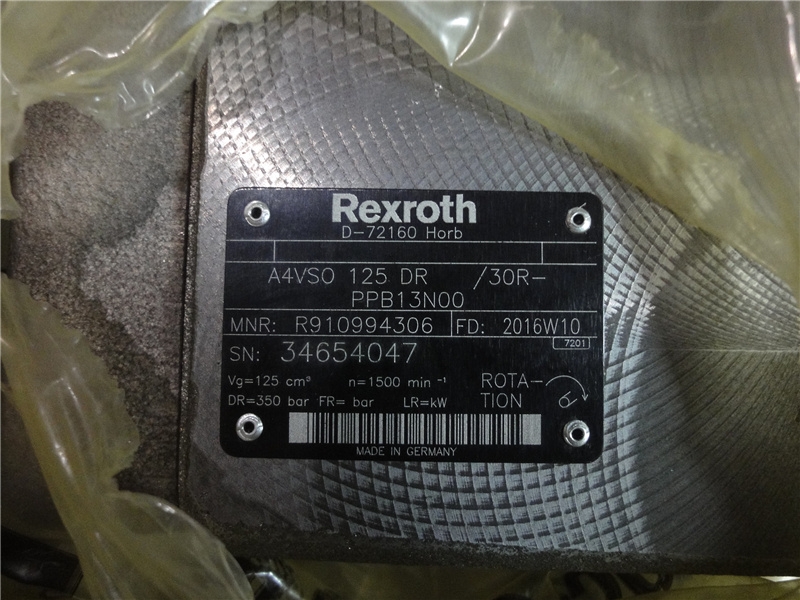 Rexroth
D-72160 Horb
A4VSO 125 DR /30R-
PPB13N00
MNR: R910994306 FD: 2016W10
7201
SN: 34654047
Vg=125 cm³ n=1500 min⁻¹
DR=350 bar FR= bar LR=kW
ROTA-
TION
MADE IN GERMANY